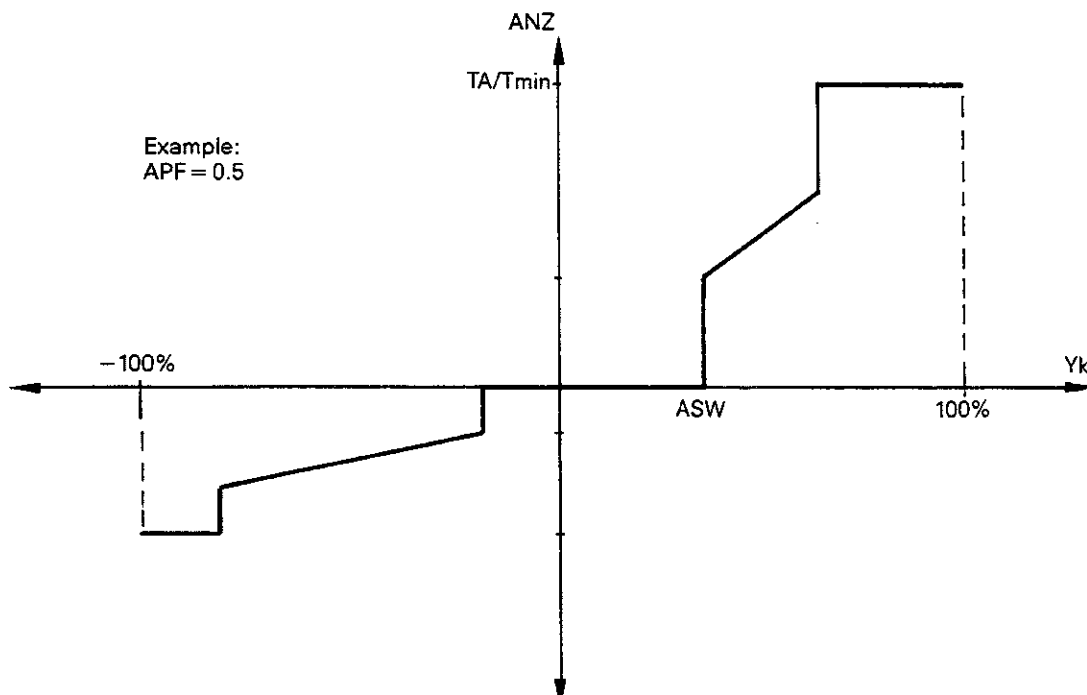 ANZ
TA/Tmin
Example:
APF = 0.5
−100%
Yk
ASW
100%